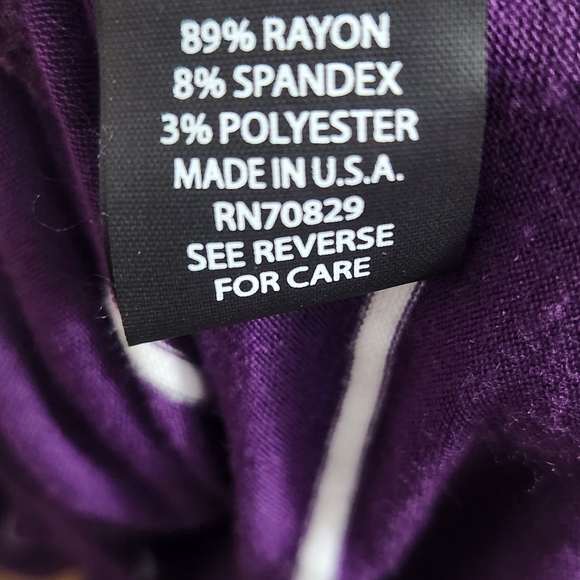 89% RAYON
8% SPANDEX
3% POLYESTER
MADE IN U.S.A.
RN70829
SEE REVERSE
FOR CARE